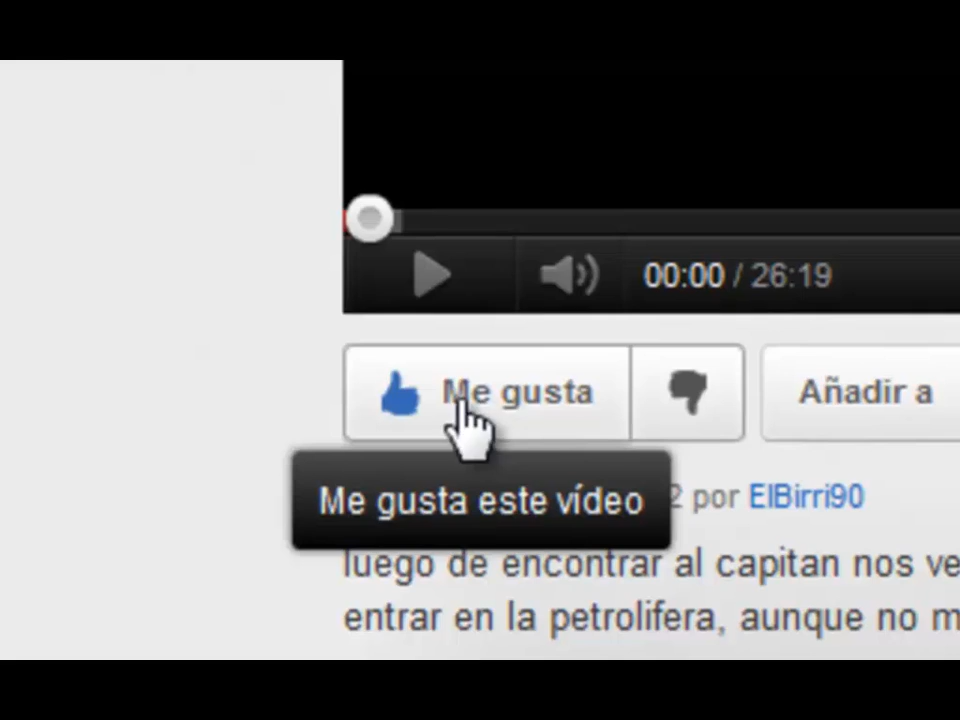 00:00 / 26:19
Me gusta
Añadir a
Me gusta este vídeo
2 por ElBirri90
luego de encontrar al capitan nos ve
entrar en la petrolifera, aunque no m